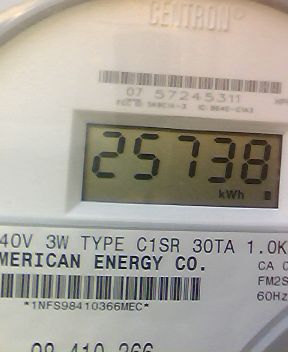 CENTRON®
07 57245311
25738
kWh
40V 3W TYPE C1SR 30TA 1.0K
MERICAN ENERGY CO.
CA 0
FM2S
60Hz
*1NFS98410366MEC*
98 410 366